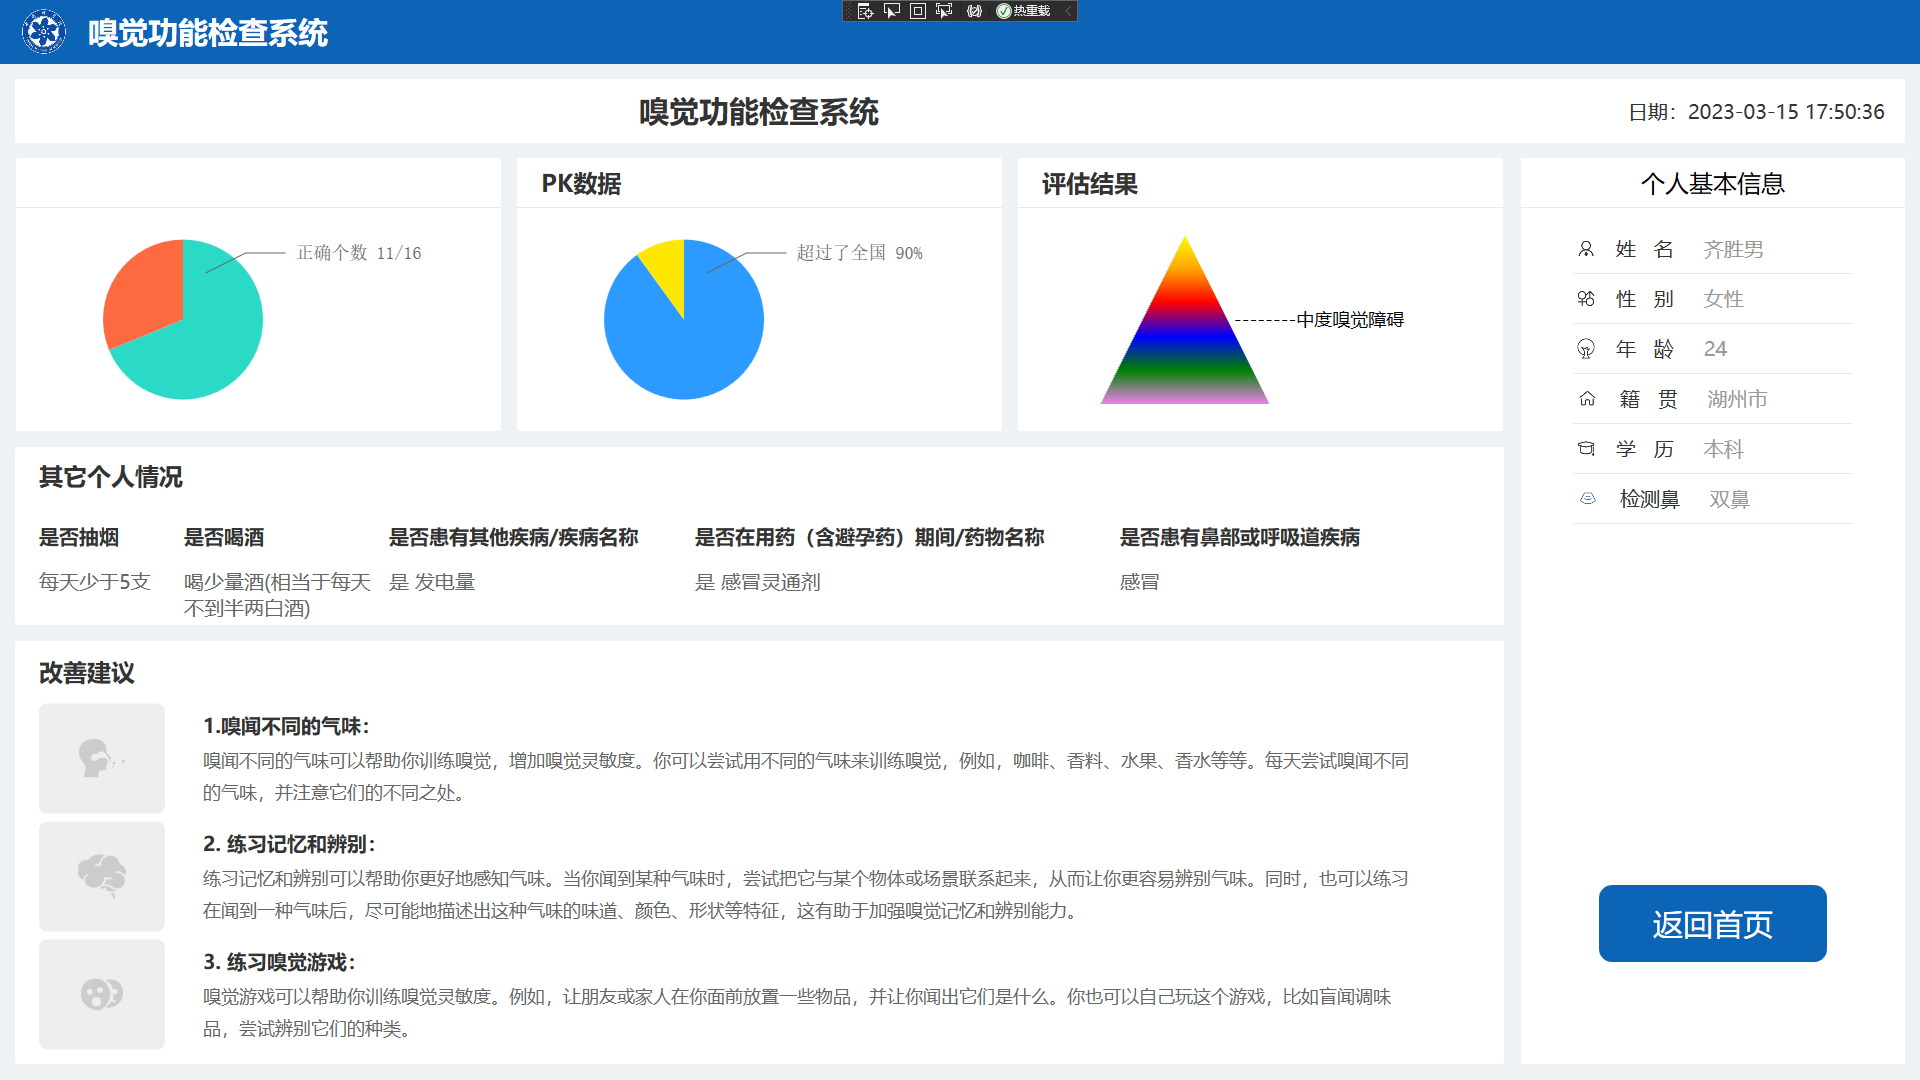 热重载
嗅觉功能检查系统
嗅觉功能检查系统
日期：2023-03-15 17:50:36
正确个数 11/16
PK数据
超过了全国 90%
评估结果
--------中度嗅觉障碍
个人基本信息
姓 名 齐胜男
性 别 女性
年 龄 24
籍 贯 湖州市
学 历 本科
检测鼻 双鼻
其它个人情况
是否抽烟 是否喝酒 是否患有其他疾病/疾病名称 是否在用药（含避孕药）期间/药物名称 是否患有鼻部或呼吸道疾病
每天少于5支 喝少量酒(相当于每天 是 发电量 是 感冒灵通剂 感冒
不到半两白酒)
改善建议
1.嗅闻不同的气味：
嗅闻不同的气味可以帮助你训练嗅觉，增加嗅觉灵敏度。你可以尝试用不同的气味来训练嗅觉，例如，咖啡、香料、水果、香水等等。每天尝试嗅闻不同
的气味，并注意它们的不同之处。
2. 练习记忆和辨别：
练习记忆和辨别可以帮助你更好地感知气味。当你闻到某种气味时，尝试把它与某个物体或场景联系起来，从而让你更容易辨别气味。同时，也可以练习
在闻到一种气味后，尽可能地描述出这种气味的味道、颜色、形状等特征，这有助于加强嗅觉记忆和辨别能力。
3. 练习嗅觉游戏：
嗅觉游戏可以帮助你训练嗅觉灵敏度。例如，让朋友或家人在你面前放置一些物品，并让你闻出它们是什么。你也可以自己玩这个游戏，比如盲闻调味
品，尝试辨别它们的种类。
返回首页